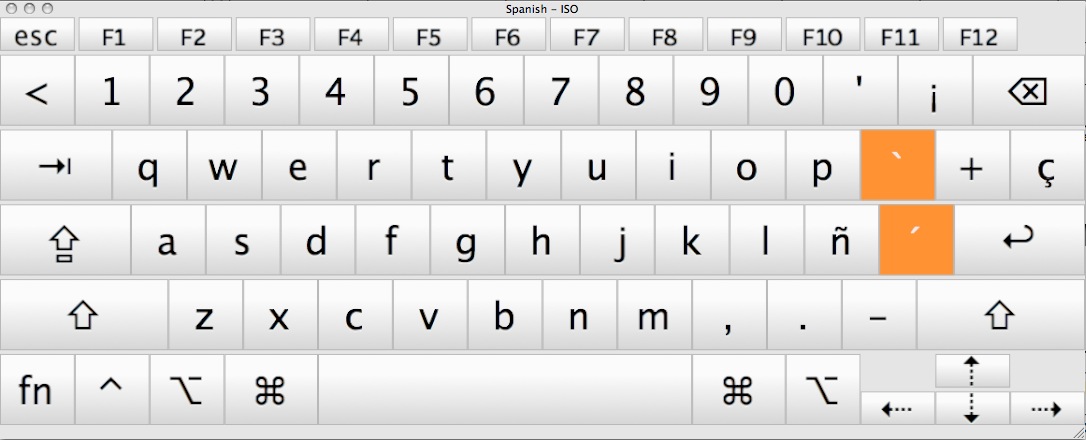 Spanish - ISO
esc F1 F2 F3 F4 F5 F6 F7 F8 F9 F10 F11 F12
< 1 2 3 4 5 6 7 8 9 0 ' ¡ ⌫
⇥ q w e r t y u i o p ` + ç
⇪ a s d f g h j k l ñ ´ ↩
⇧ z x c v b n m , . - ⇧
fn ^ ⌥ ⌘ ⌘ ⌥ ⇠ ⇡ ⇣ ⇢